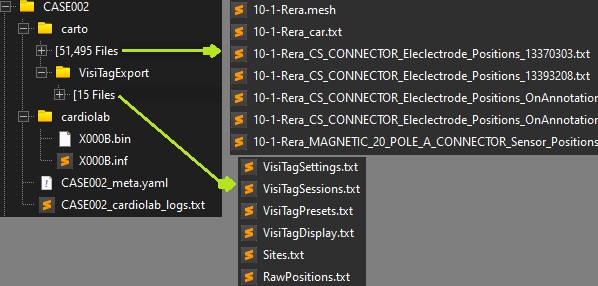 CASE002
carto
[51,495 Files
VisiTagExport
[15 Files
cardiolab
X000B.bin
X000B.inf
CASE002_meta.yaml
CASE002_cardiolab_logs.txt
10-1-Rera.mesh
10-1-Rera_car.txt
10-1-Rera_CS_CONNECTOR_Eleclectrode_Positions_13370303.txt
10-1-Rera_CS_CONNECTOR_Eleclectrode_Positions_13393208.txt
10-1-Rera_CS_CONNECTOR_Eleclectrode_Positions_OnAnnotation
10-1-Rera_CS_CONNECTOR_Eleclectrode_Positions_OnAnnotation
10-1-Rera_MAGNETIC_20_POLE_A_CONNECTOR_Sensor_Positions
VisiTagSettings.txt
VisiTagSessions.txt
VisiTagPresets.txt
VisiTagDisplay.txt
Sites.txt
RawPositions.txt